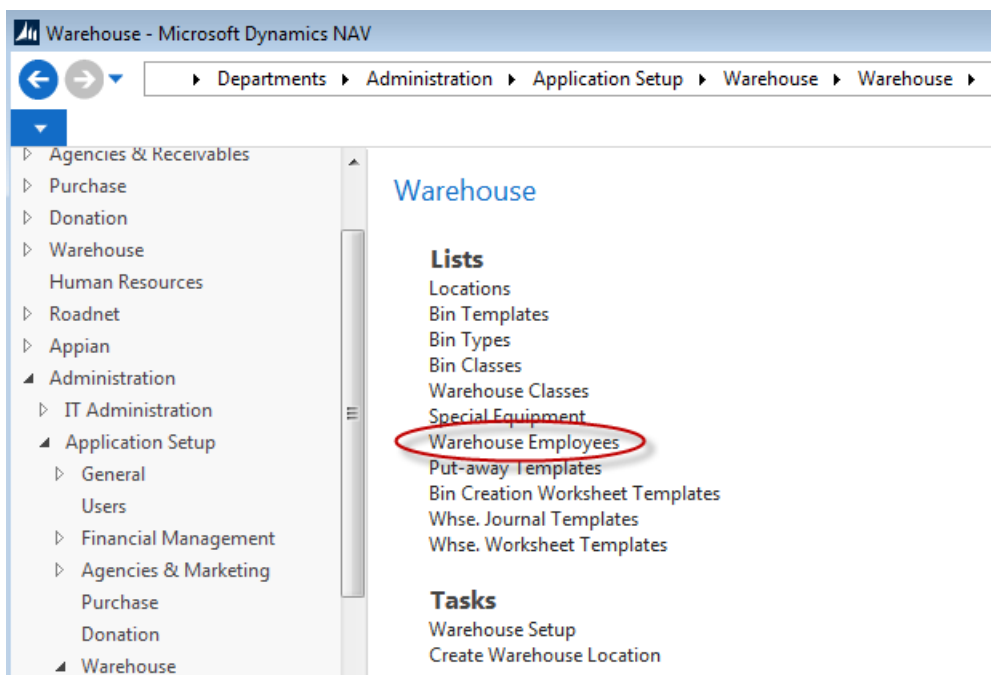 Warehouse - Microsoft Dynamics NAV
Departments Administration Application Setup Warehouse Warehouse
Agencies & Receivables
Purchase
Donation
Warehouse
Human Resources
Roadnet
Appian
Administration
IT Administration
Application Setup
General
Users
Financial Management
Agencies & Marketing
Purchase
Donation
Warehouse
Warehouse
Lists
Locations
Bin Templates
Bin Types
Bin Classes
Warehouse Classes
Special Equipment
Warehouse Employees
Put-away Templates
Bin Creation Worksheet Templates
Whse. Journal Templates
Whse. Worksheet Templates
Tasks
Warehouse Setup
Create Warehouse Location